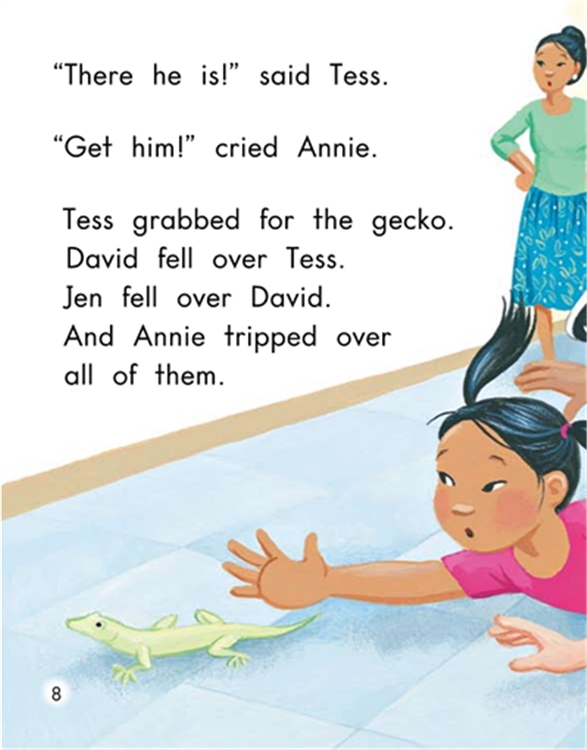 “There he is!” said Tess.
“Get him!” cried Annie.
Tess grabbed for the gecko.
David fell over Tess.
Jen fell over David.
And Annie tripped over
all of them.
8